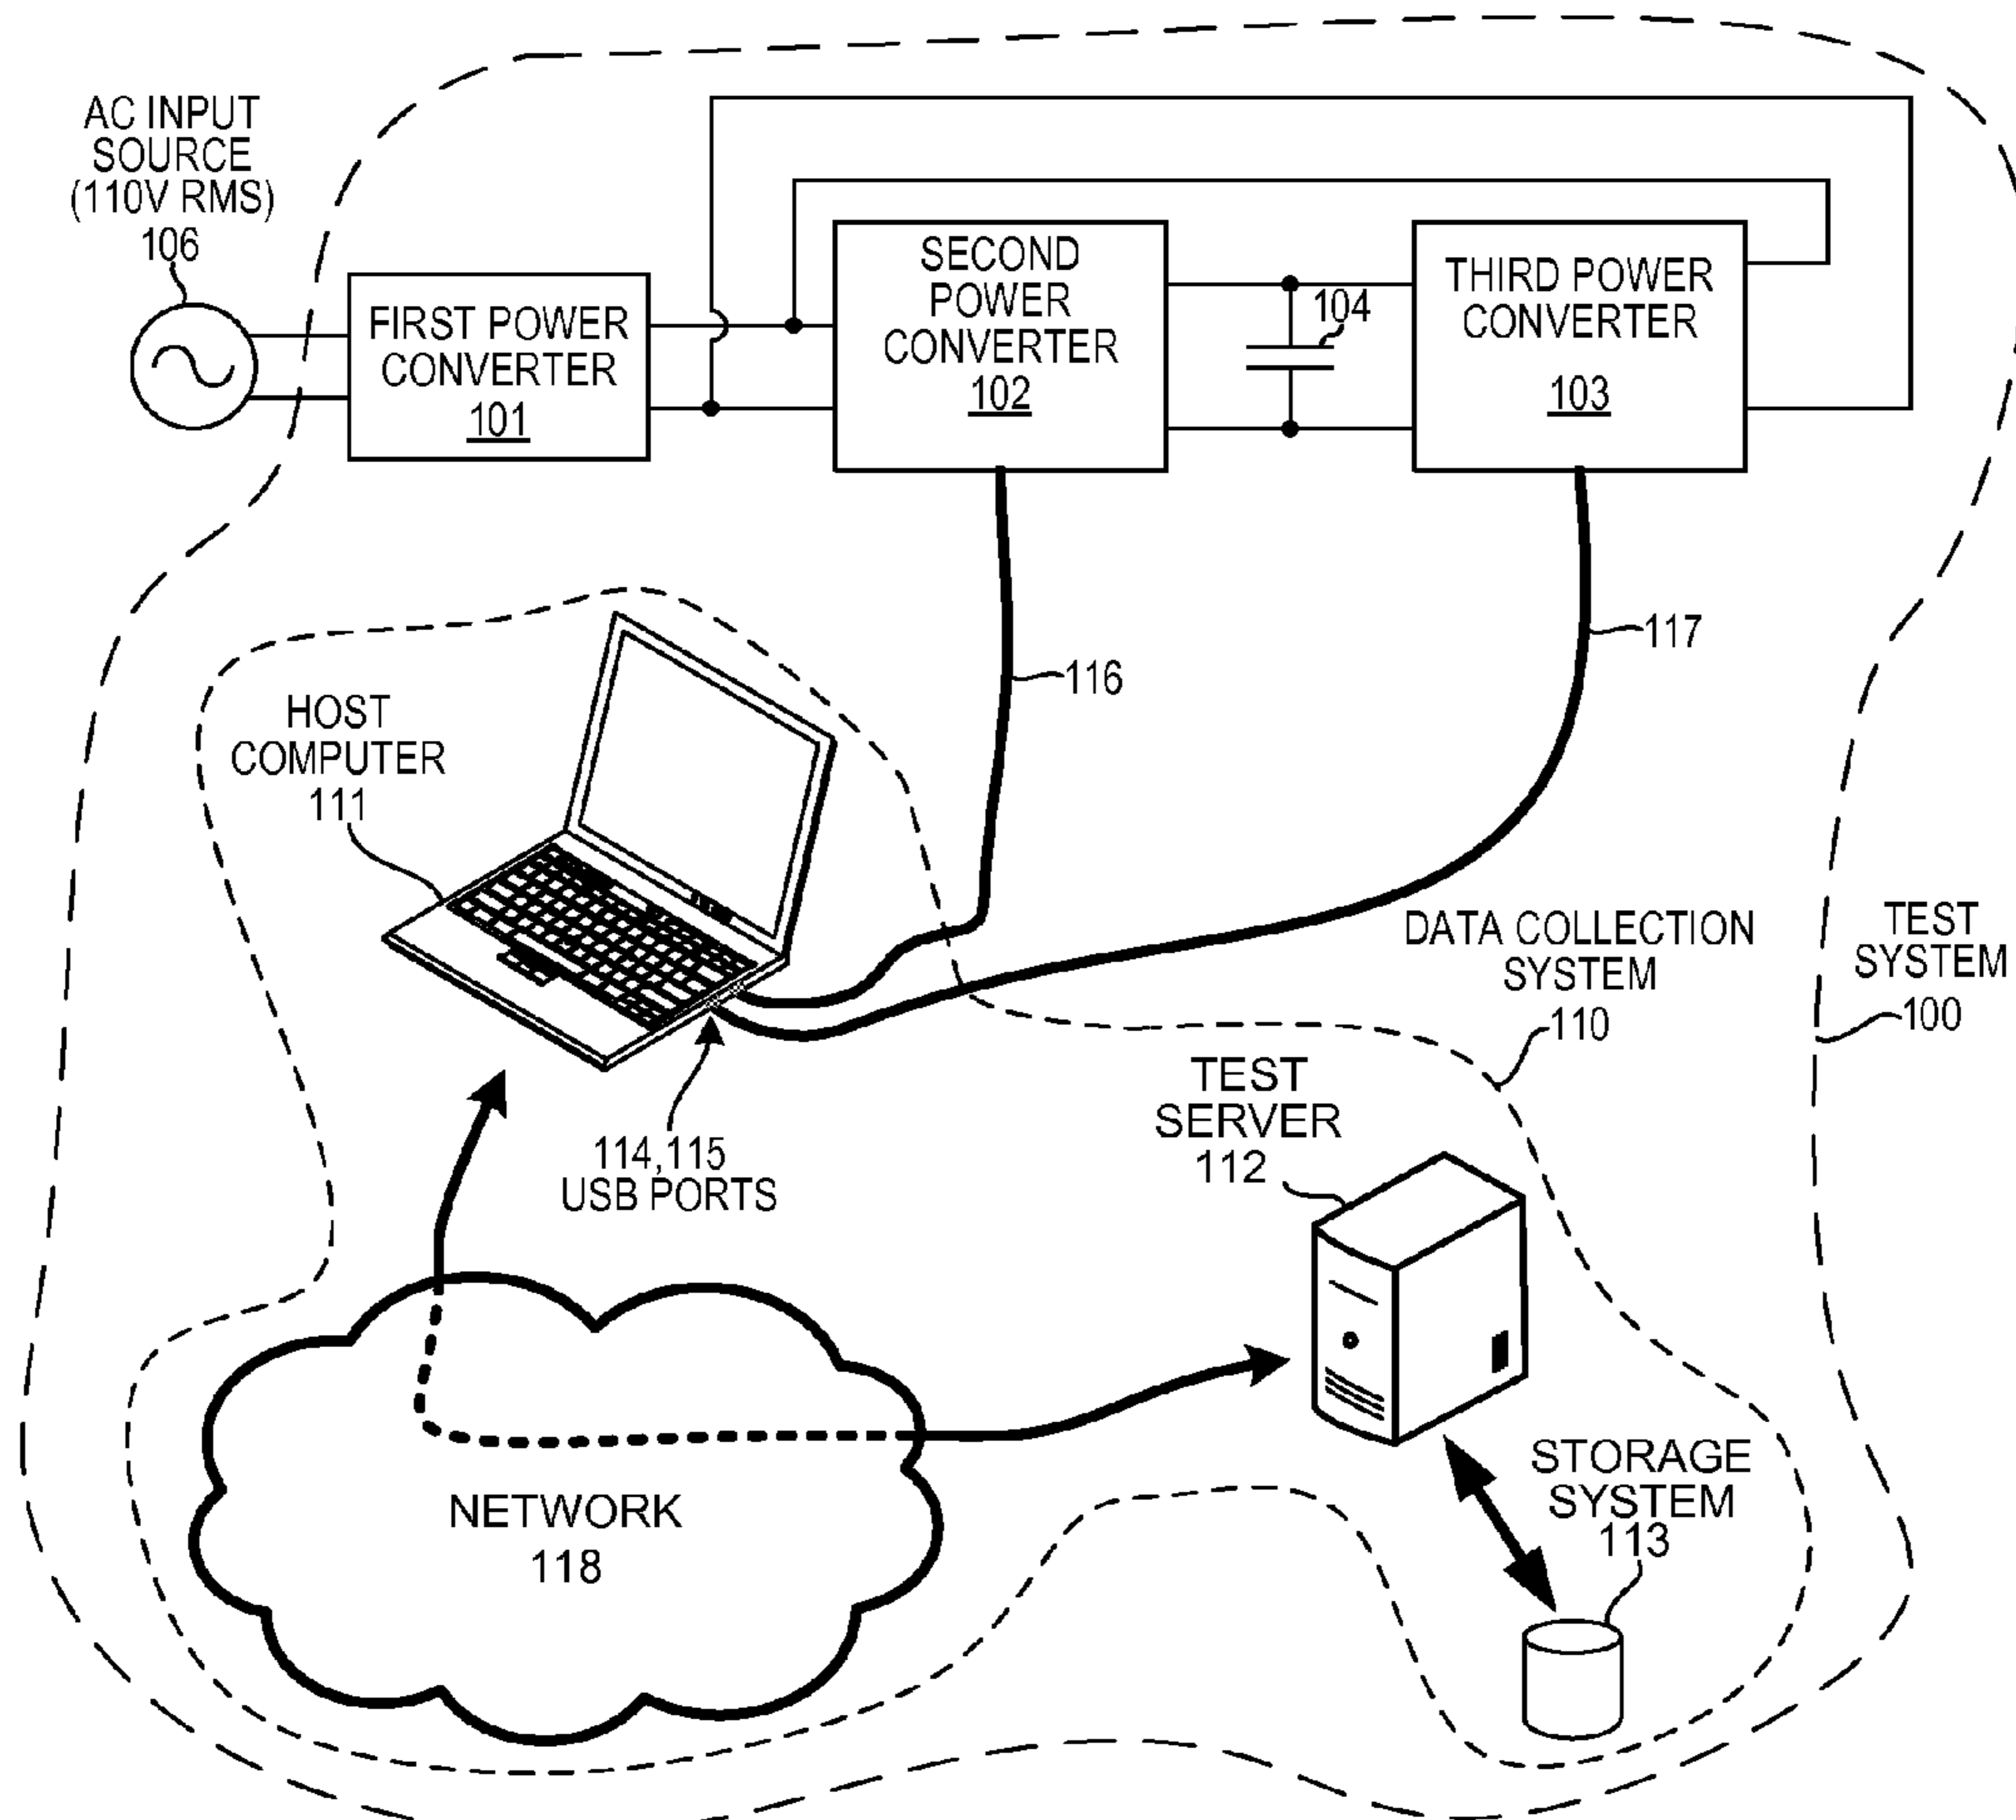 AC INPUT
SOURCE
(110V RMS)
106
FIRST POWER
CONVERTER
101
SECOND
POWER
CONVERTER
102
104
THIRD POWER
CONVERTER
103
116
117
HOST
COMPUTER
111
DATA COLLECTION
SYSTEM
110
TEST
SYSTEM
100
114,115
USB PORTS
TEST
SERVER
112
STORAGE
SYSTEM
113
NETWORK
118